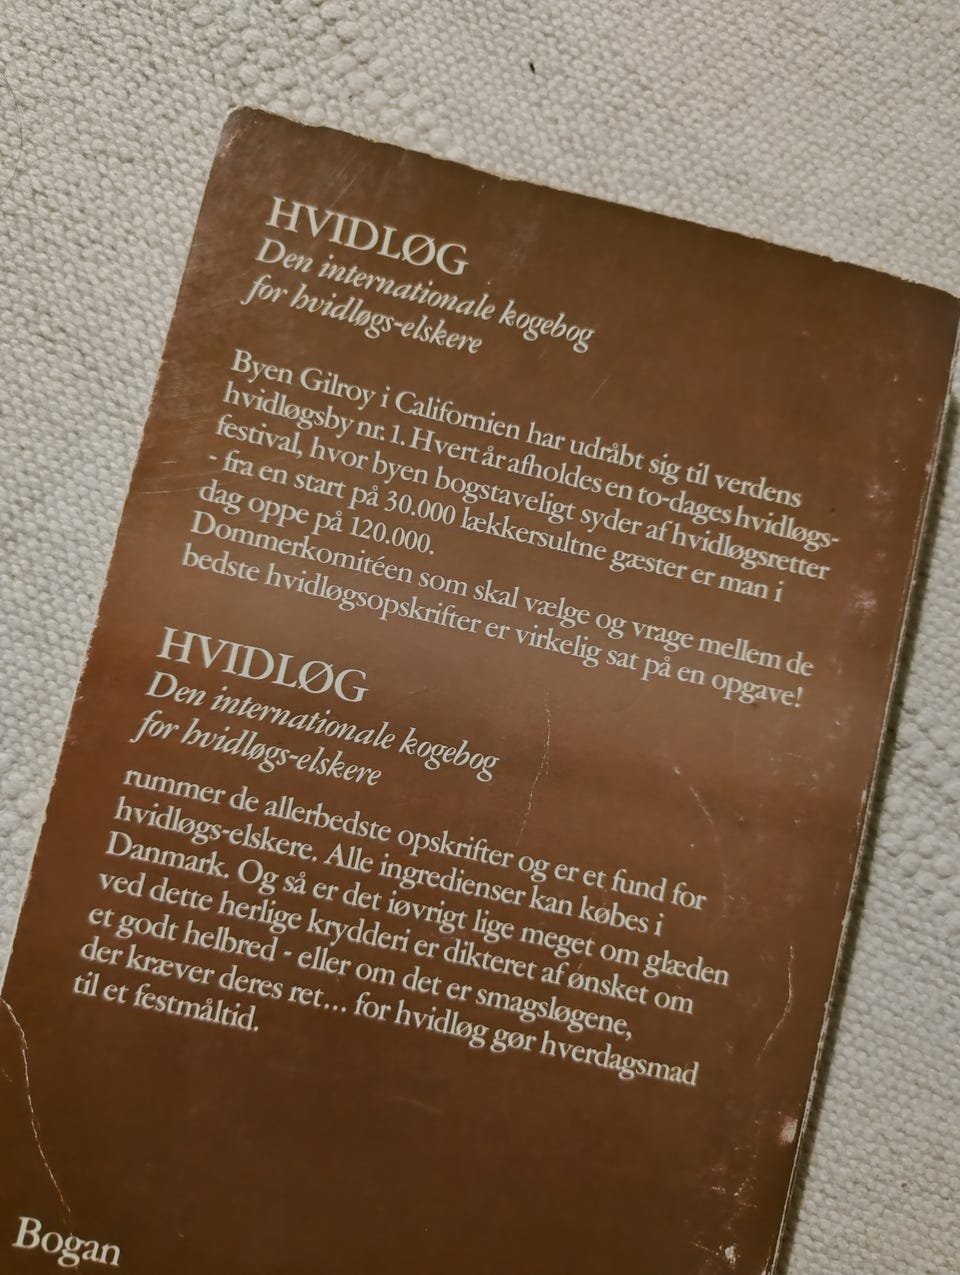 HVIDLØG
Den internationale kogebog
for hvidløgs-elskere
Byen Gilroy i Californien har udråbt sig til verdens
hvidløgsby nr. 1. Hvert år afholdes en to-dages hvidløgs-
festival, hvor byen bogstaveligt syder af hvidløgsretter
- fra en start på 30.000 lækkersultne gæster er man i
dag oppe på 120.000.
Dommerkomitéen som skal vælge og vrage mellem de
bedste hvidløgsopskrifter er virkelig sat på en opgave!
HVIDLØG
Den internationale kogebog
for hvidløgs-elskere
rummer de allerbedste opskrifter og er et fund for
hvidløgs-elskere. Alle ingredienser kan købes i
Danmark. Og så er det iøvrigt lige meget om glæden
ved dette herlige krydderi er dikteret af ønsket om
et godt helbred - eller om det er smagsløgene,
der kræver deres ret... for hvidløg gør hverdagsmad
til et festmåltid.
Bogan